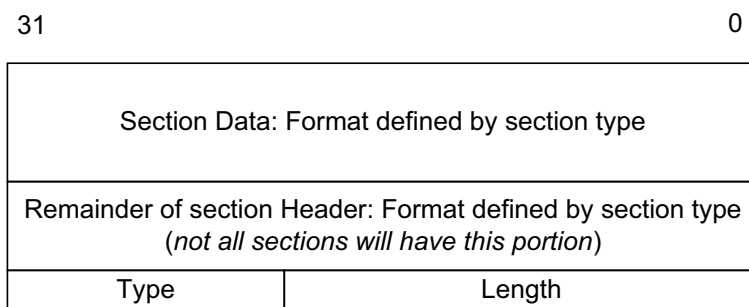 31 0
Section Data: Format defined by section type
Remainder of section Header: Format defined by section type
(not all sections will have this portion)
Type Length